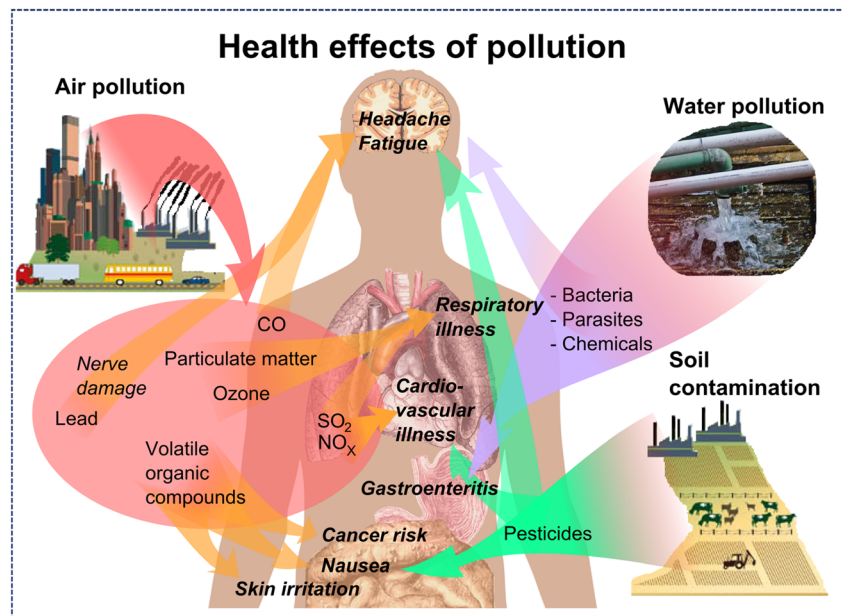 Health effects of pollution
Air pollution
Water pollution
Headache
Fatigue
CO
Particulate matter
Nerve
damage
Ozone
Lead
SO₂
NOₓ
Volatile
organic
compounds
Respiratory
illness
Cardio-
vascular
illness
- Bacteria
- Parasites
- Chemicals
Soil
contamination
Gastroenteritis
Pesticides
Cancer risk
Nausea
Skin irritation